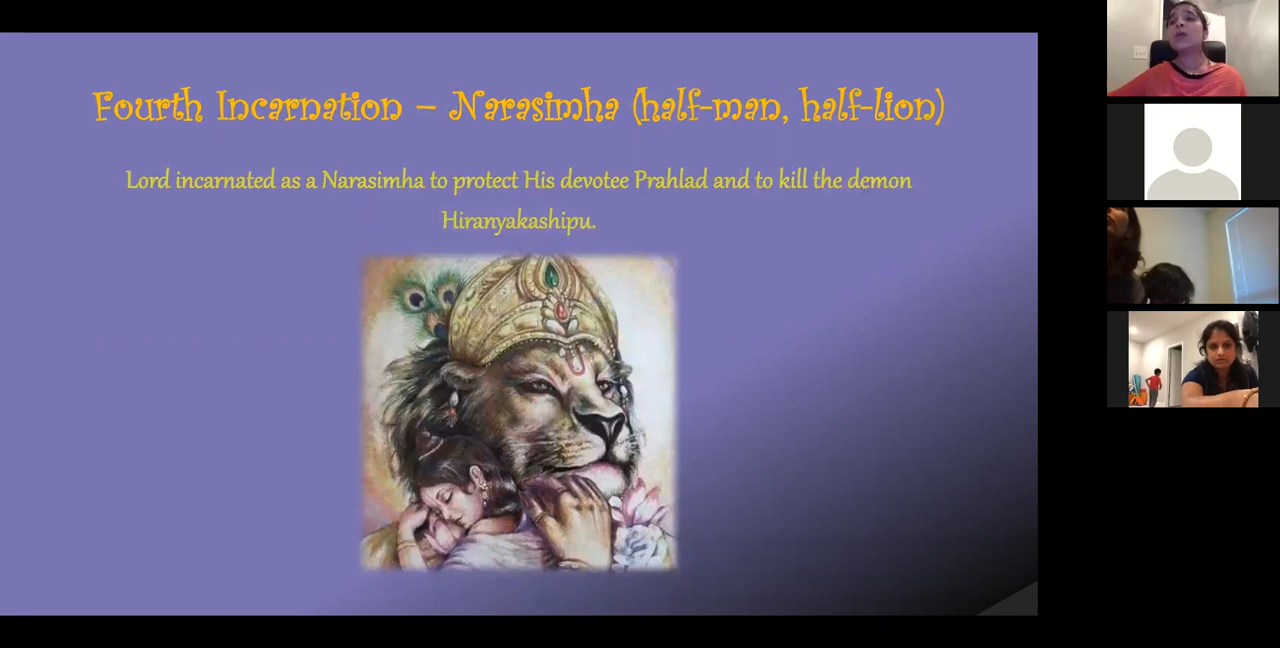 Fourth Incarnation – Narasimha (half-man, half-lion)
Lord incarnated as a Narasimha to protect His devotee Prahlad and to kill the demon
Hiranyakashipu.